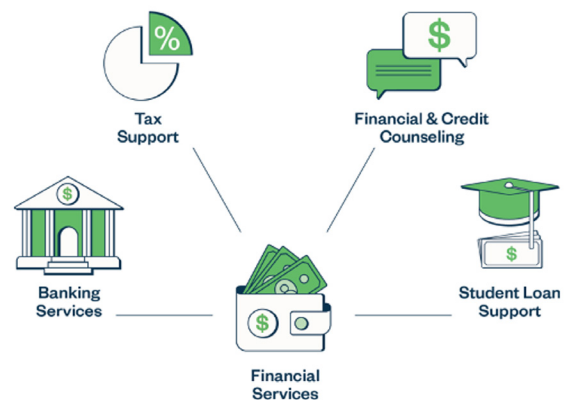 %
$
Tax
Support
Financial & Credit
Counseling
$
Banking
Services
$
Student Loan
Support
$
Financial
Services